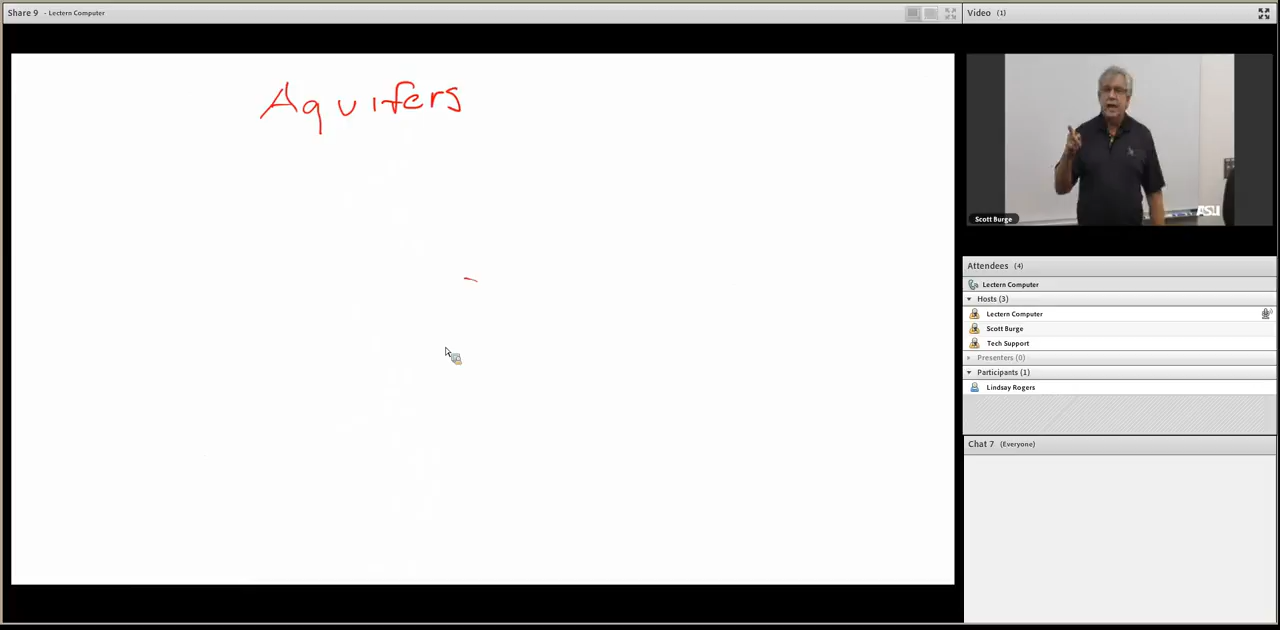 Share 9 - Lectern Computer
Aquifers
Video (1)
Scott Burge
ASU
Attendees (4)
Lectern Computer
Hosts (3)
Lectern Computer
Scott Burge
Tech Support
Presenters (0)
Participants (1)
Lindsay Rogers
Chat 7 (Everyone)